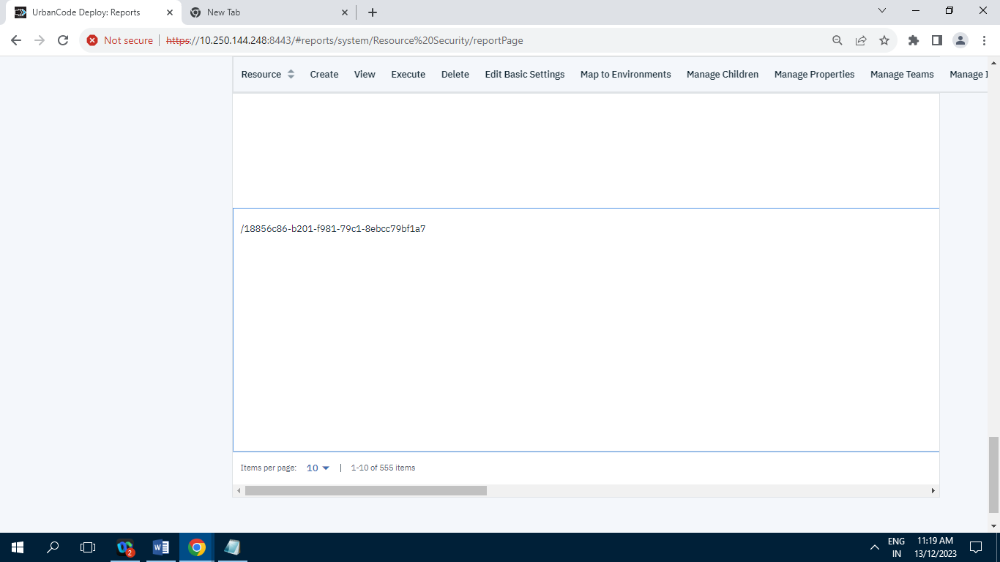 UrbanCode Deploy: Reports
New Tab
Not secure https://10.250.144.248:8443/#reports/system/Resource%20Security/reportPage
Resource Create View Execute Delete Edit Basic Settings Map to Environments Manage Children Manage Properties Manage Teams Manage
/18856c86-b201-f981-79c1-8ebcc79bf1a7
Items per page: 10 | 1-10 of 555 items
2
ENG 11:19 AM
IN 13/12/2023